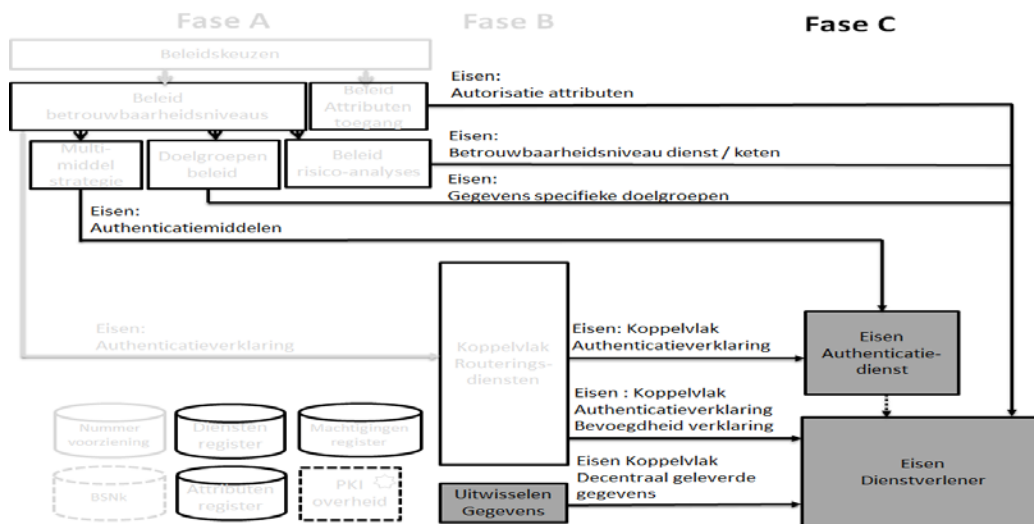 Fase A
Fase B
Fase C
Beleidskeuzen
Beleid
betrouwbaarheidsniveaus
Beleid
Attributen
toegang
Eisen:
Autorisatie attributen
Multi-
middel
strategie
Doelgroepen
beleid
Beleid
risico-analyses
Eisen:
Betrouwbaarheidsniveau dienst / keten
Eisen:
Gegevens specifieke doelgroepen
Eisen:
Authenticatiemiddelen
Eisen:
Authenticatieverklaring
Koppelvlak
Routerings-
diensten
Eisen: Koppelvlak
Authenticatieverklaring
Eisen
Authenticatie-
dienst
Eisen : Koppelvlak
Authenticatieverklaring
Bevoegdheid verklaring
Eisen Koppelvlak
Decentraal geleverde
gegevens
Eisen
Dienstverlener
Nummer
voorziening
Diensten
register
Machtigingen
register
BSNk
Attributen
register
PKI
overheid
Uitwisselen
Gegevens